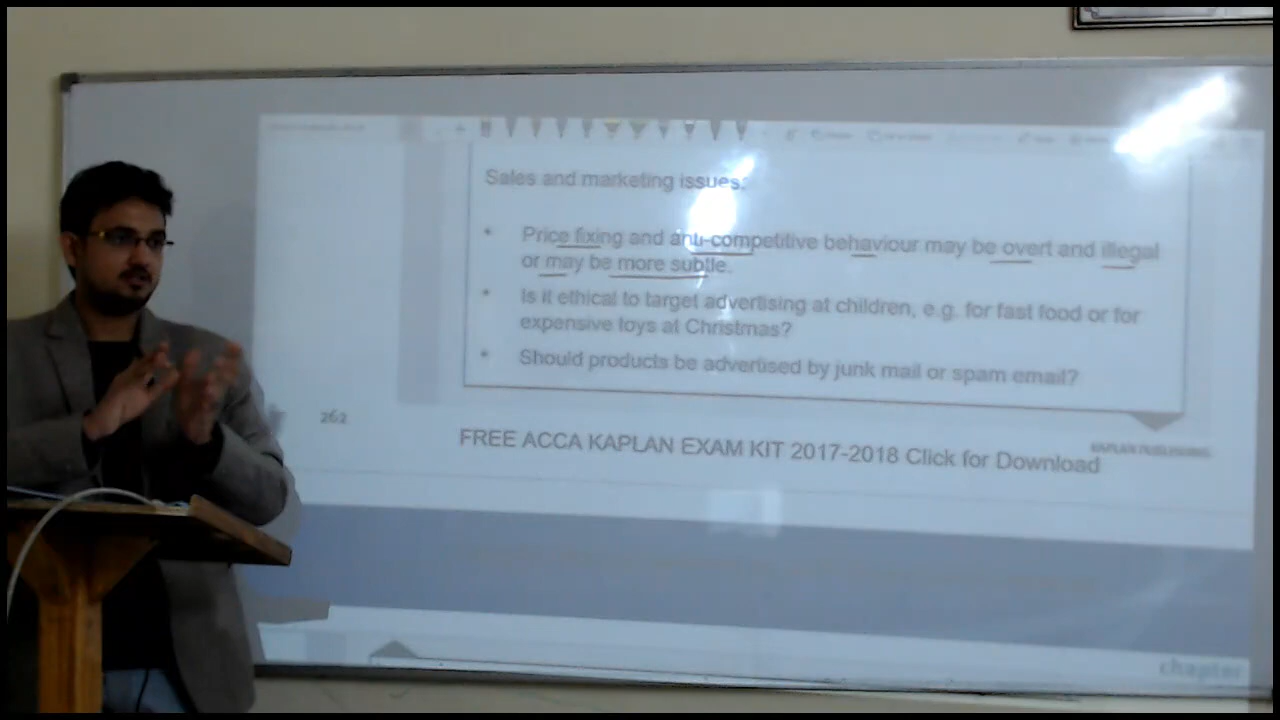 Sales and marketing issues:
• Price fixing and anti-competitive behaviour may be overt and illegal
or may be more subtle.
• Is it ethical to target advertising at children, e.g. for fast food or for
expensive toys at Christmas?
• Should products be advertised by junk mail or spam email?
262
KAPLAN PUBLISHING
FREE ACCA KAPLAN EXAM KIT 2017-2018 Click for Download
chapter